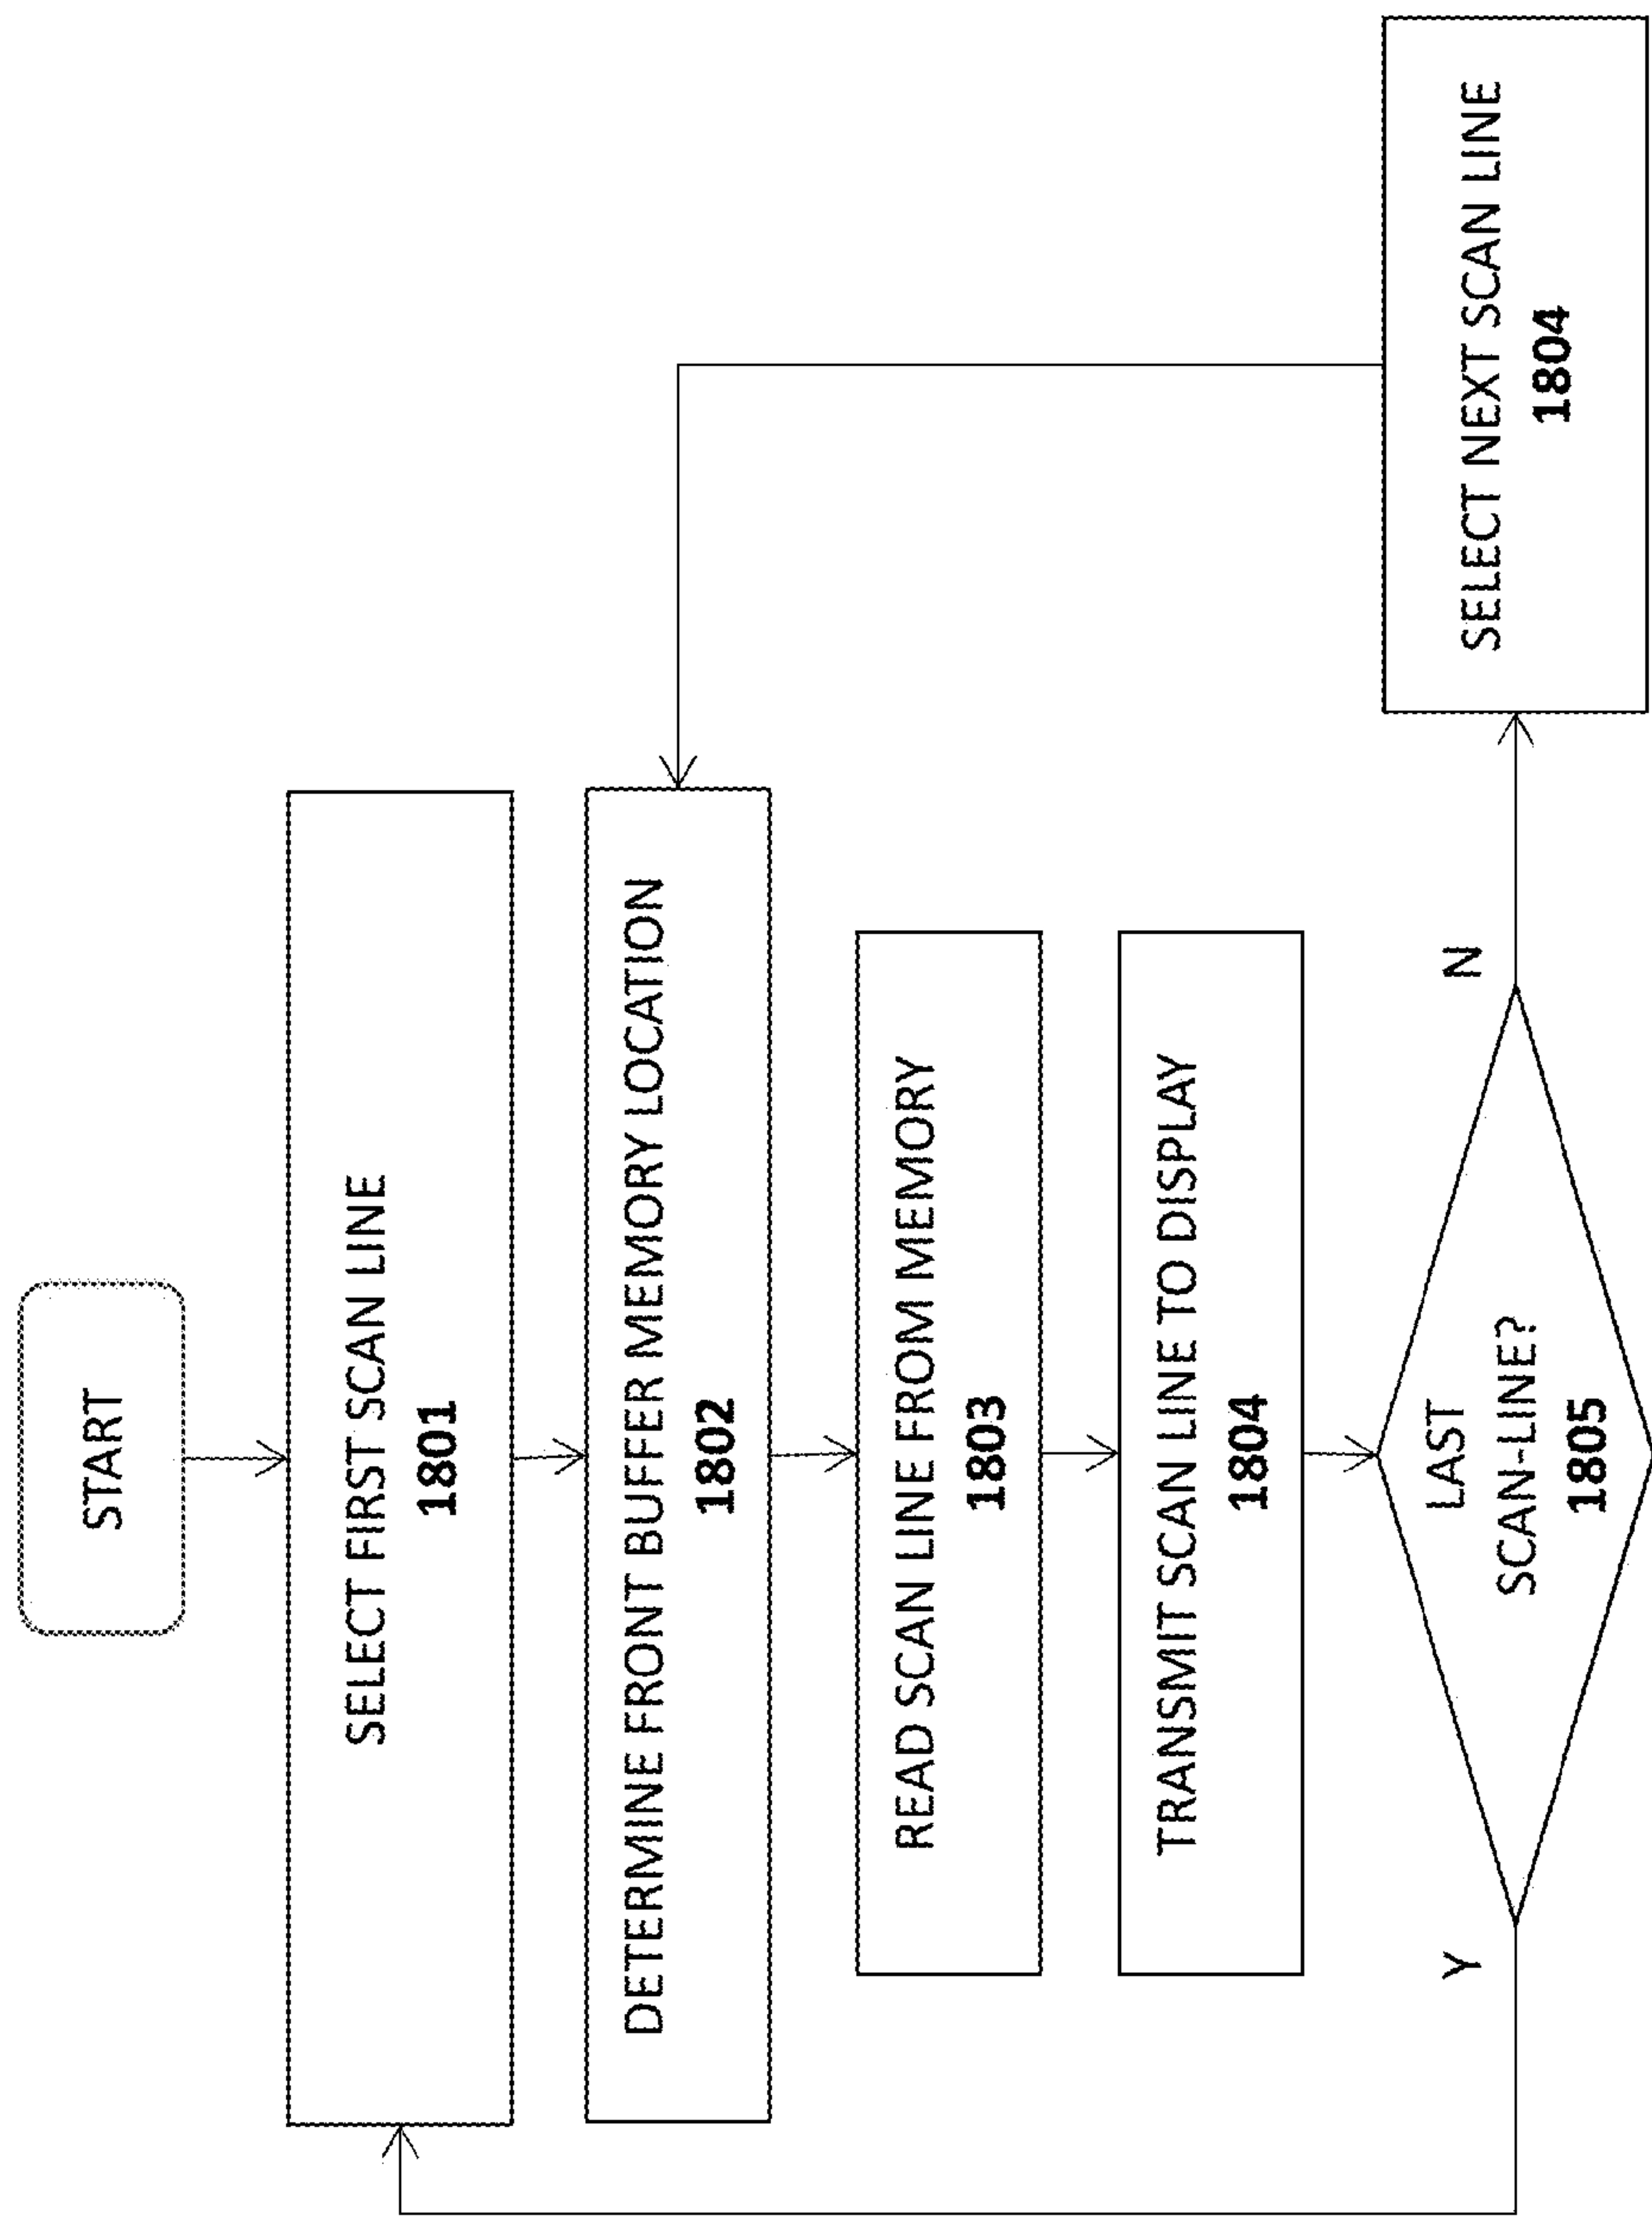 START
SELECT FIRST SCAN LINE
1801
DETERMINE FRONT BUFFER MEMORY LOCATION
1802
READ SCAN LINE FROM MEMORY
1803
TRANSMIT SCAN LINE TO DISPLAY
1804
LAST
SCAN-LINE?
1805
Y
N
SELECT NEXT SCAN LINE
1804